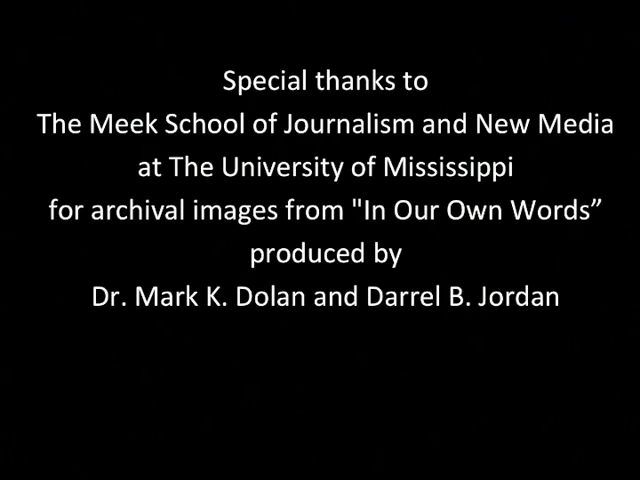 Special thanks to
The Meek School of Journalism and New Media
at The University of Mississippi
for archival images from "In Our Own Words”
produced by
Dr. Mark K. Dolan and Darrel B. Jordan